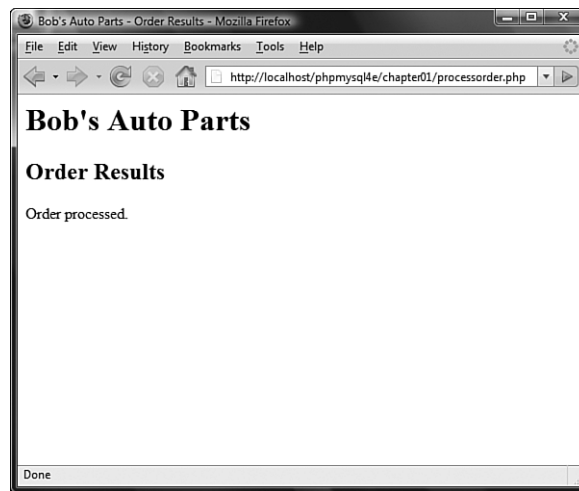 Bob's Auto Parts - Order Results - Mozilla Firefox
File Edit View History Bookmarks Tools Help
http://localhost/phpmysql4e/chapter01/processorder.php
Bob's Auto Parts
Order Results
Order processed.
Done